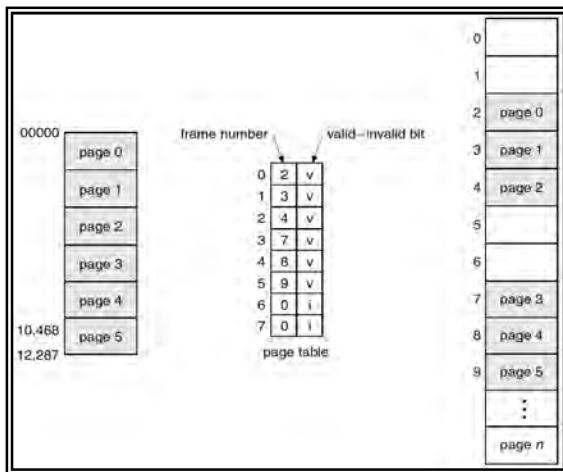 00000
page 0
page 1
page 2
page 3
page 4
page 5
10,468
12,287
frame number
valid–invalid bit
0 2 v
1 3 v
2 4 v
3 7 v
4 8 v
5 9 v
6 0 i
7 0 i
page table
0
1
2 page 0
3 page 1
4 page 2
5
6
7 page 3
8 page 4
9 page 5
⋮
page n